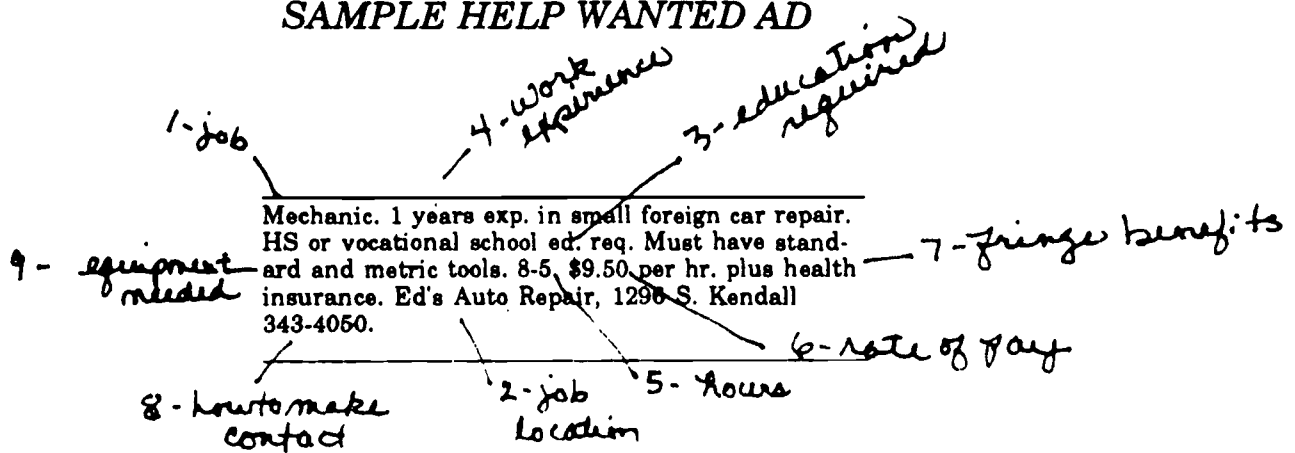 SAMPLE HELP WANTED AD
4 - work
experience
3 - education
required
1 - job
Mechanic. 1 years exp. in small foreign car repair.
HS or vocational school ed. req. Must have stand-
ard and metric tools. 8-5, $9.50 per hr. plus health
insurance. Ed's Auto Repair, 1296 S. Kendall
343-4050.
7 - fringe benefits
9 - equipment
needed
6 - rate of pay
5 - hours
2 - job
location
8 - how to make
contact